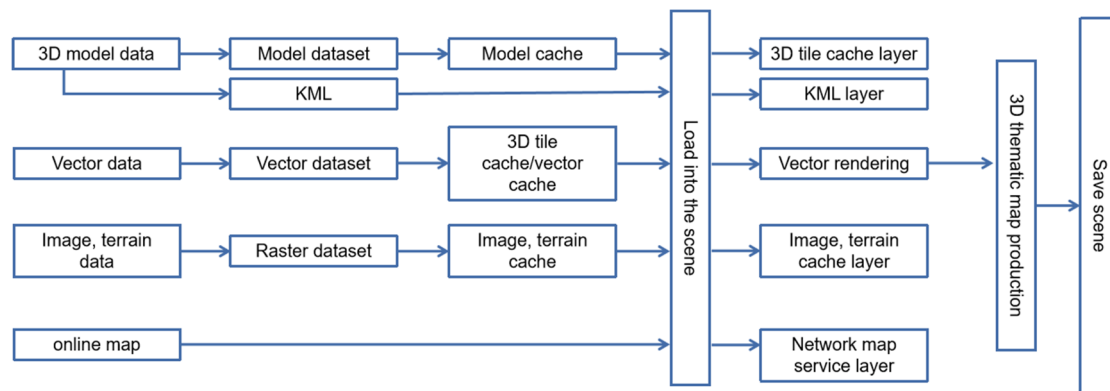 3D model data
Model dataset
Model cache
3D tile cache layer
KML
KML layer
Vector data
Vector dataset
3D tile
cache/vector
cache
Vector rendering
Image, terrain
data
Raster dataset
Image, terrain
cache
Image, terrain
cache layer
online map
Network map
service layer
Load into the scene
3D thematic map production
Save scene